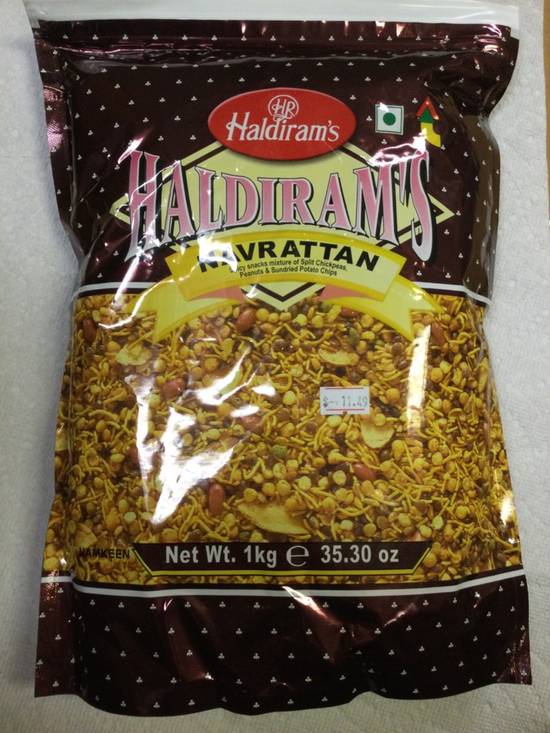 HR
Haldiram's
HALDIRAM'S
NAVRATTAN
cy snacks mixture of Split Chickpeas,
Peanuts & Sundried Potato Chips
11.49
NAMKEEN
Net Wt. 1kg e 35.30 oz